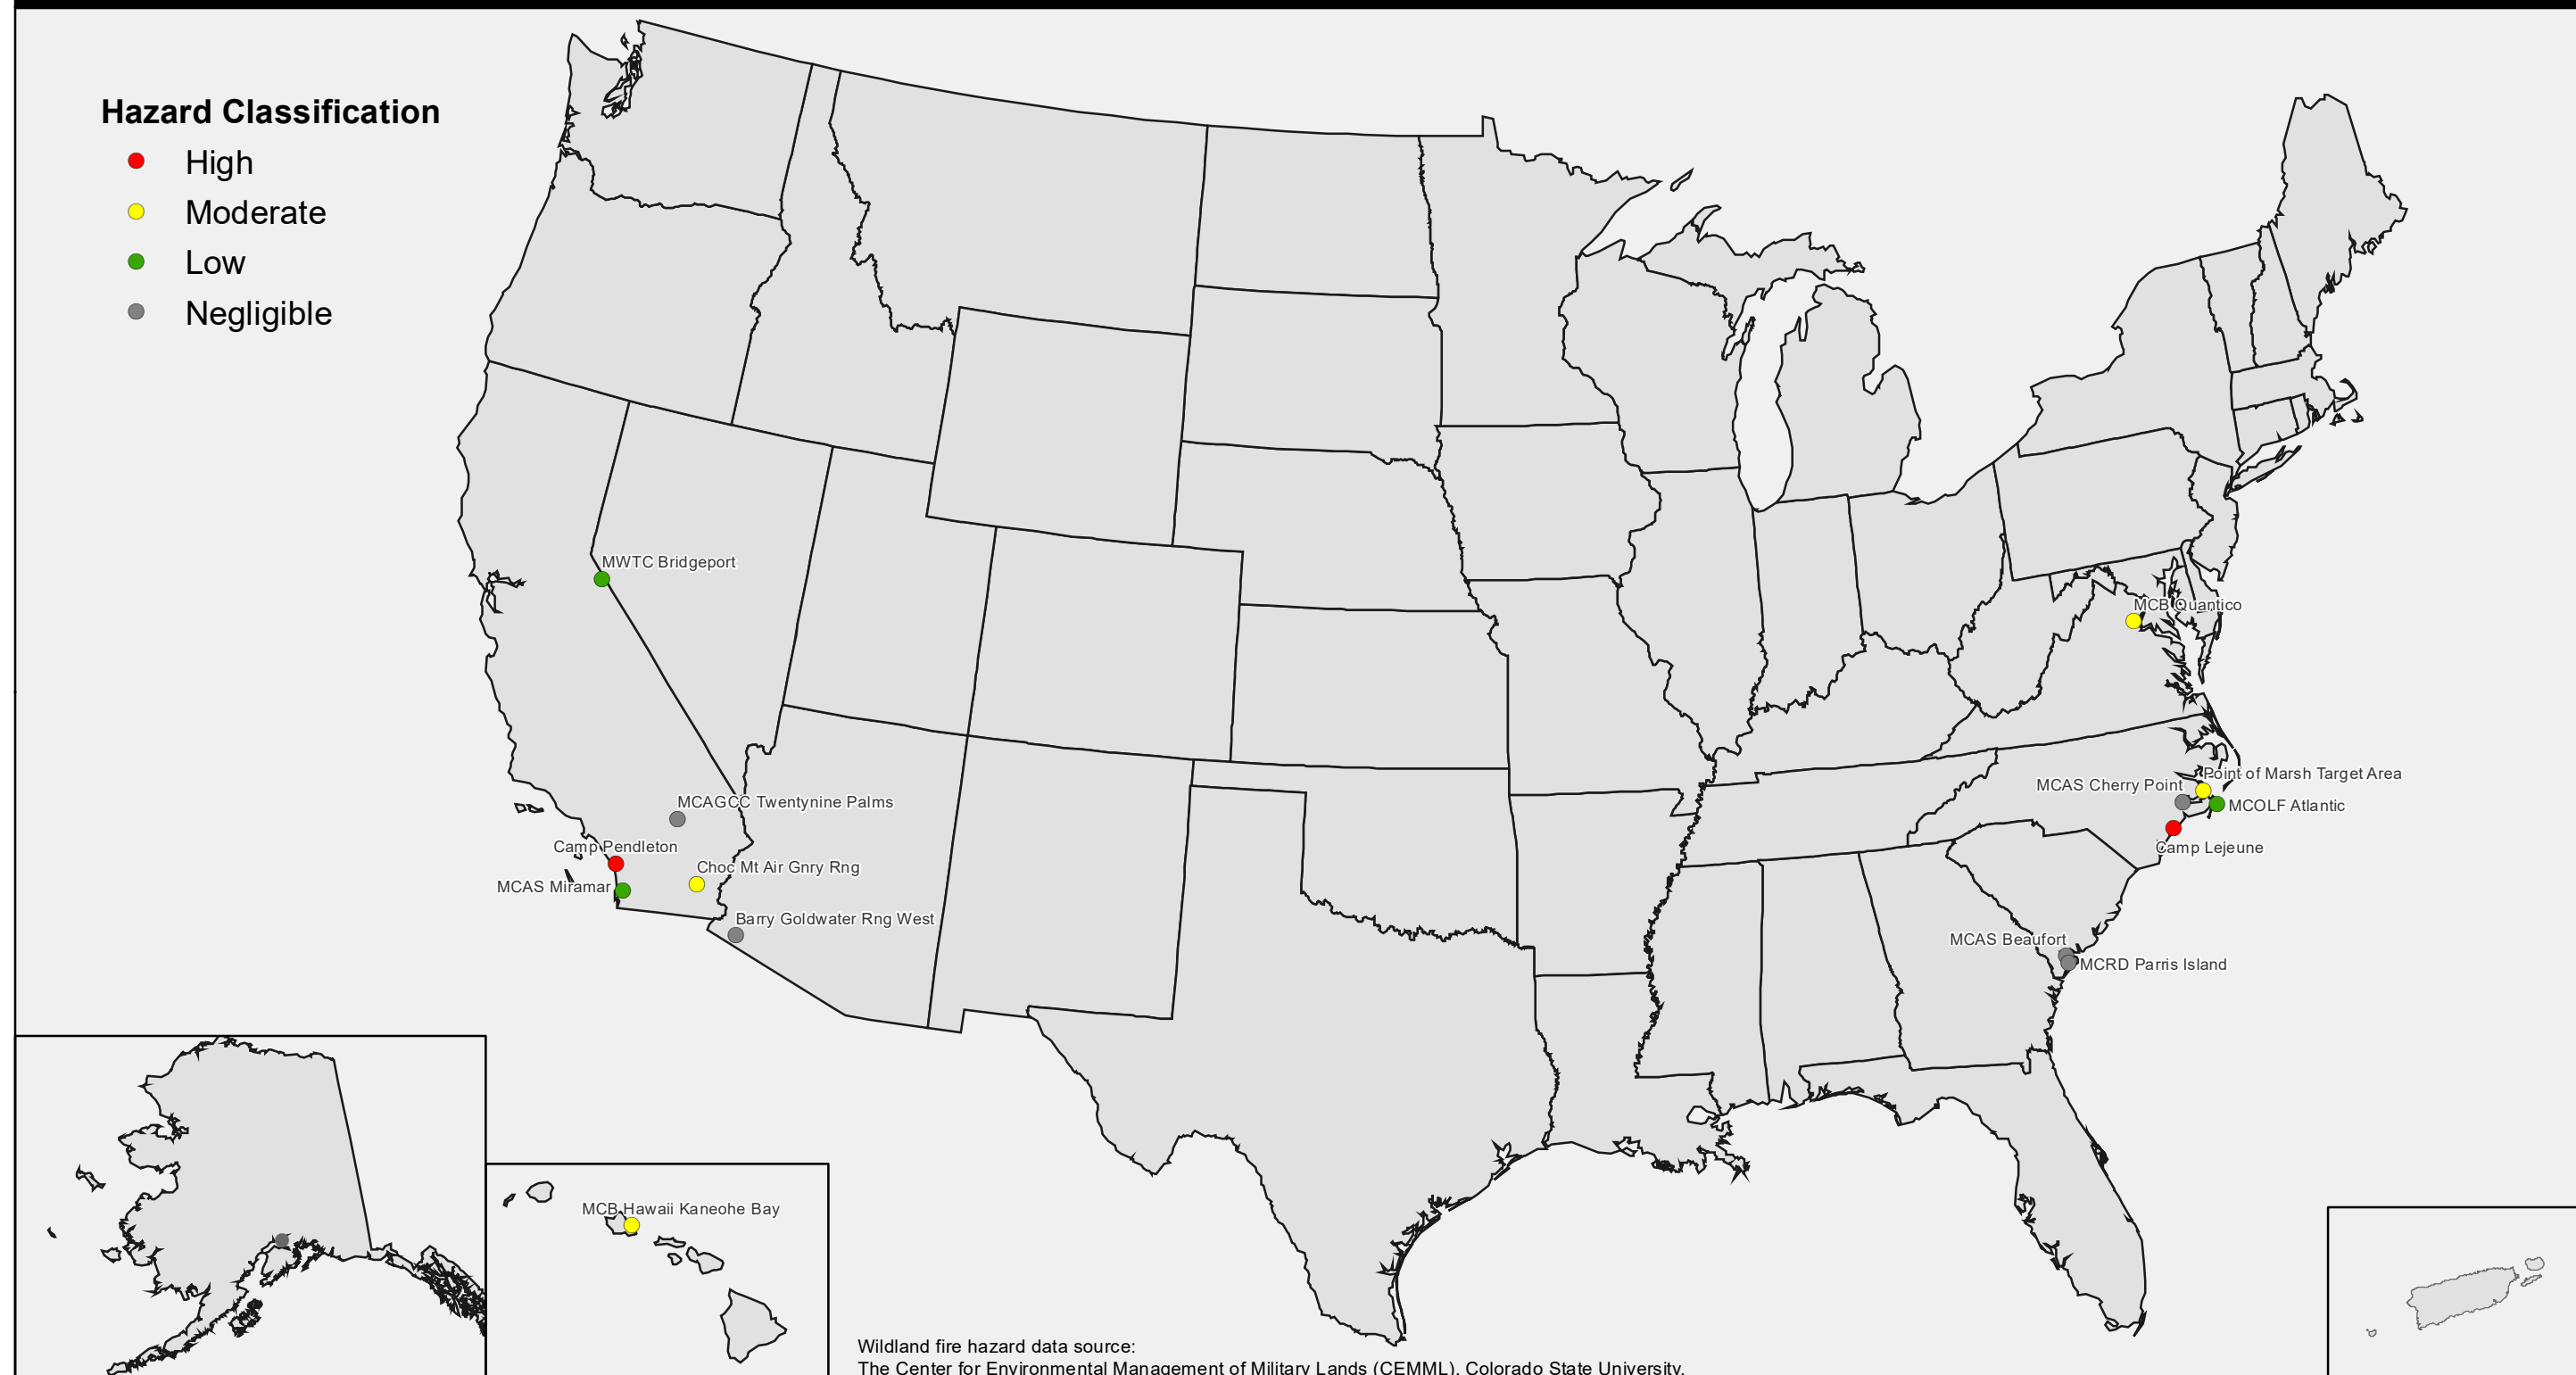 Hazard Classification
High
Moderate
Low
Negligible
MWTC Bridgeport
MCB Quantico
Point of Marsh Target Area
MCAS Cherry Point
MCOLF Atlantic
MCAGCC Twentynine Palms
Camp Pendleton
Camp Lejeune
Choc Mt Air Gnry Rng
MCAS Miramar
Barry Goldwater Rng West
MCAS Beaufort
MCRD Parris Island
MCB Hawaii Kaneohe Bay
Wildland fire hazard data source:
The Center for Environmental Management of Military Lands (CEMML), Colorado State University.